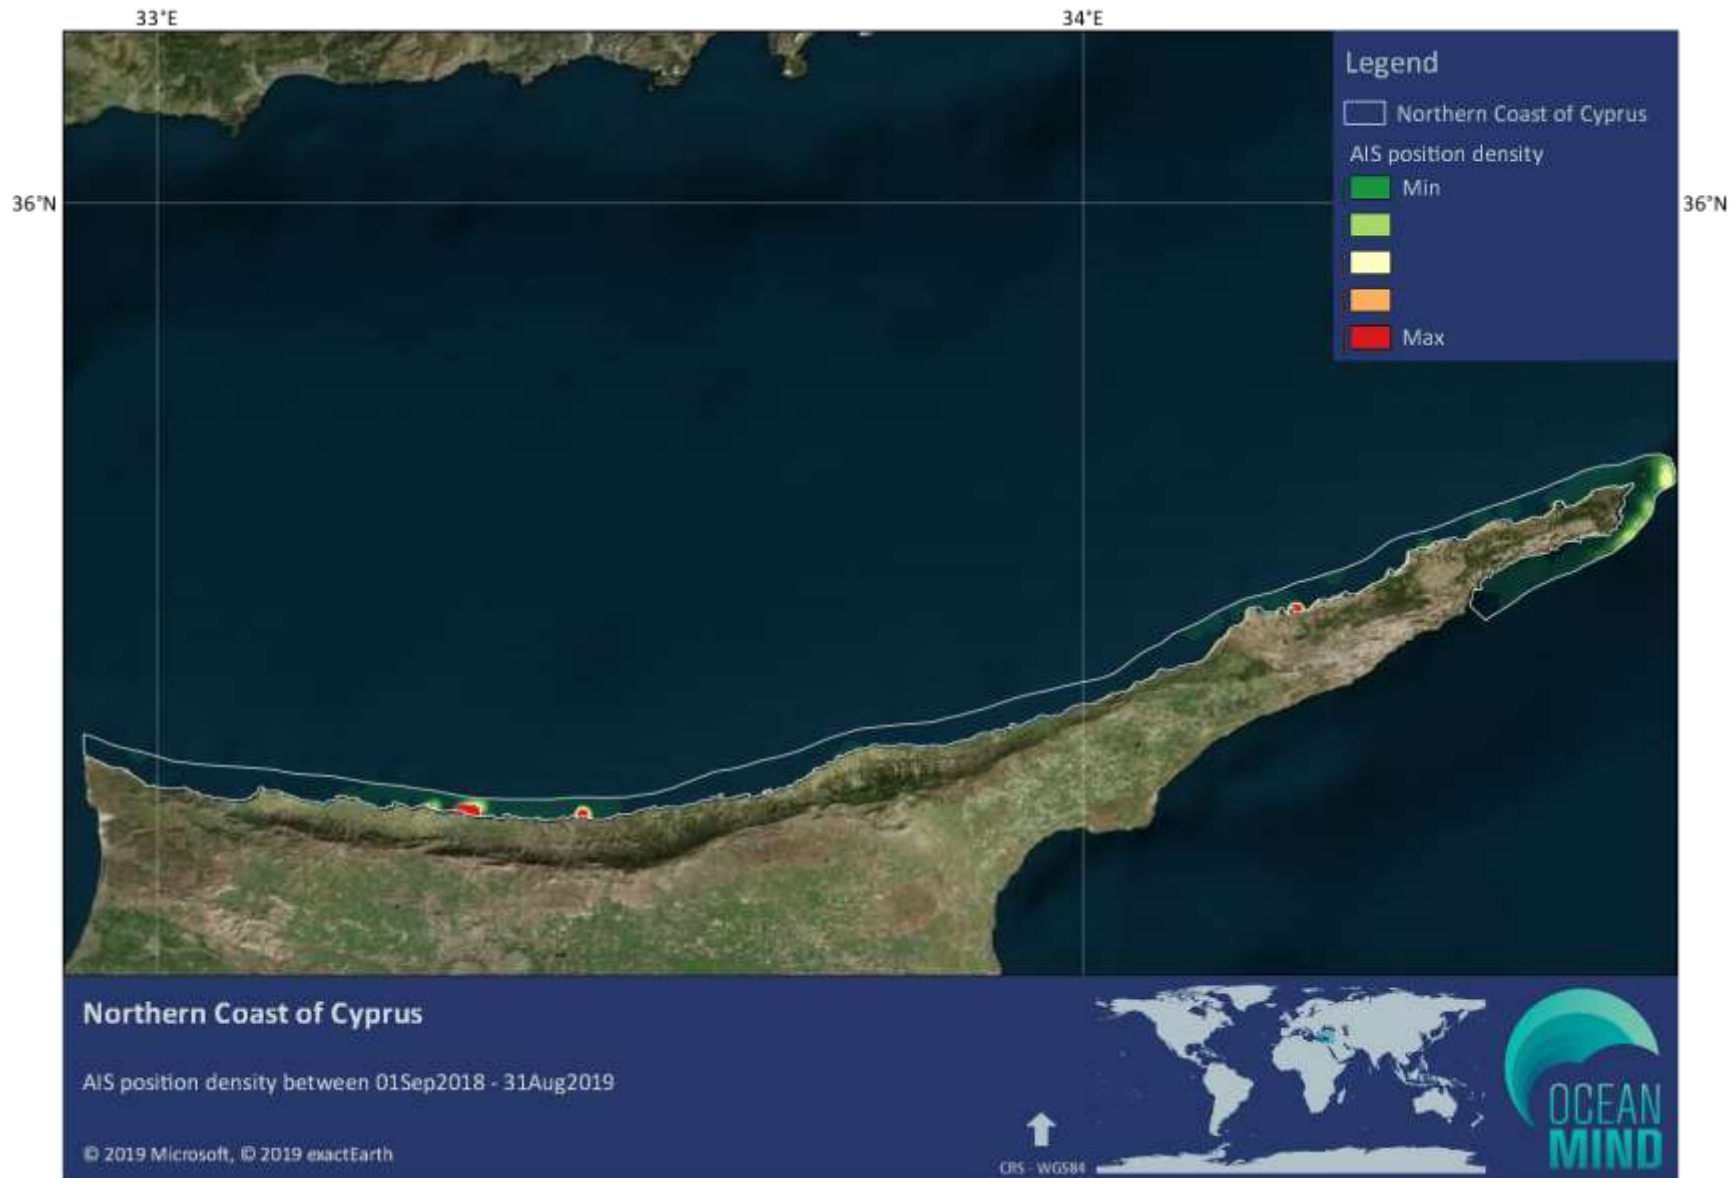 33°E
34°E
Legend
Northern Coast of Cyprus
AIS position density
Min
Max
36°N
36°N
Northern Coast of Cyprus
AIS position density between 01Sep2018 - 31Aug2019
© 2019 Microsoft, © 2019 exactEarth
CRS - WGS84
OCEAN
MIND